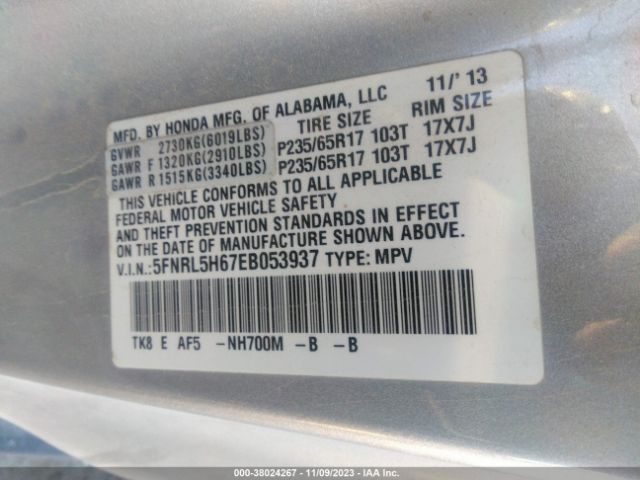 MFD. BY HONDA MFG. OF ALABAMA, LLC 11/' 13
TIRE SIZE RIM SIZE
GVWR 2730KG(6019LBS)
GAWR F 1320KG(2910LBS) P235/65R17 103T 17X7J
GAWR R 1515KG(3340LBS) P235/65R17 103T 17X7J
THIS VEHICLE CONFORMS TO ALL APPLICABLE
FEDERAL MOTOR VEHICLE SAFETY
AND THEFT PREVENTION STANDARDS IN EFFECT
ON THE DATE OF MANUFACTURE SHOWN ABOVE.
V.I.N.:5FNRL5H67EB053937 TYPE: MPV
TK8 E AF5 -NH700M -B -B
000-38024267 - 11/09/2023 - IAA Inc.